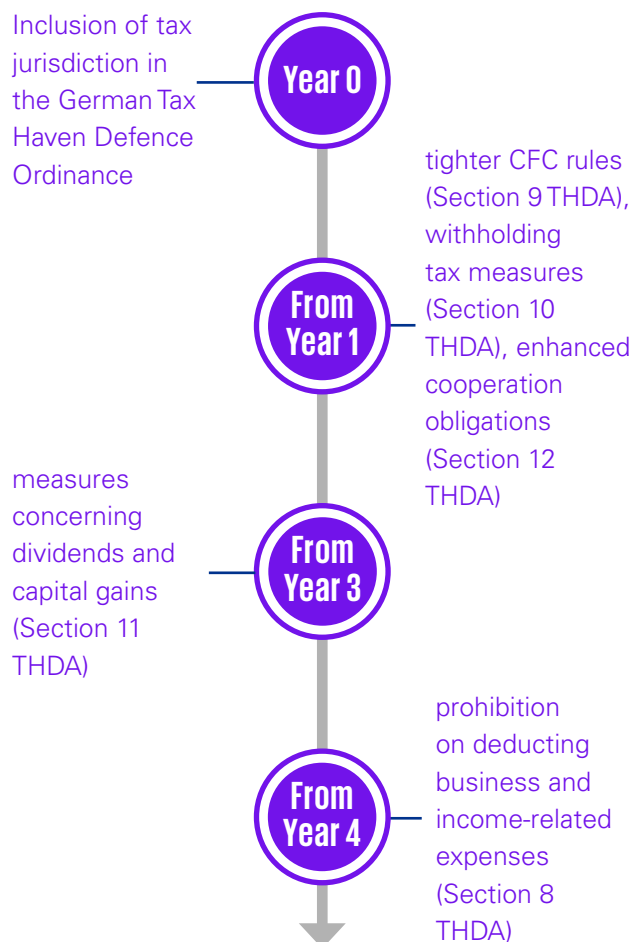 Inclusion of tax
jurisdiction in
the German Tax
Haven Defence
Ordinance
Year 0
tighter CFC rules
(Section 9 THDA),
withholding
tax measures
(Section 10
THDA), enhanced
cooperation
obligations
(Section 12
THDA)
From
Year 1
measures
concerning
dividends and
capital gains
(Section 11
THDA)
From
Year 3
prohibition
on deducting
business and
income-related
expenses
(Section 8
THDA)
From
Year 4